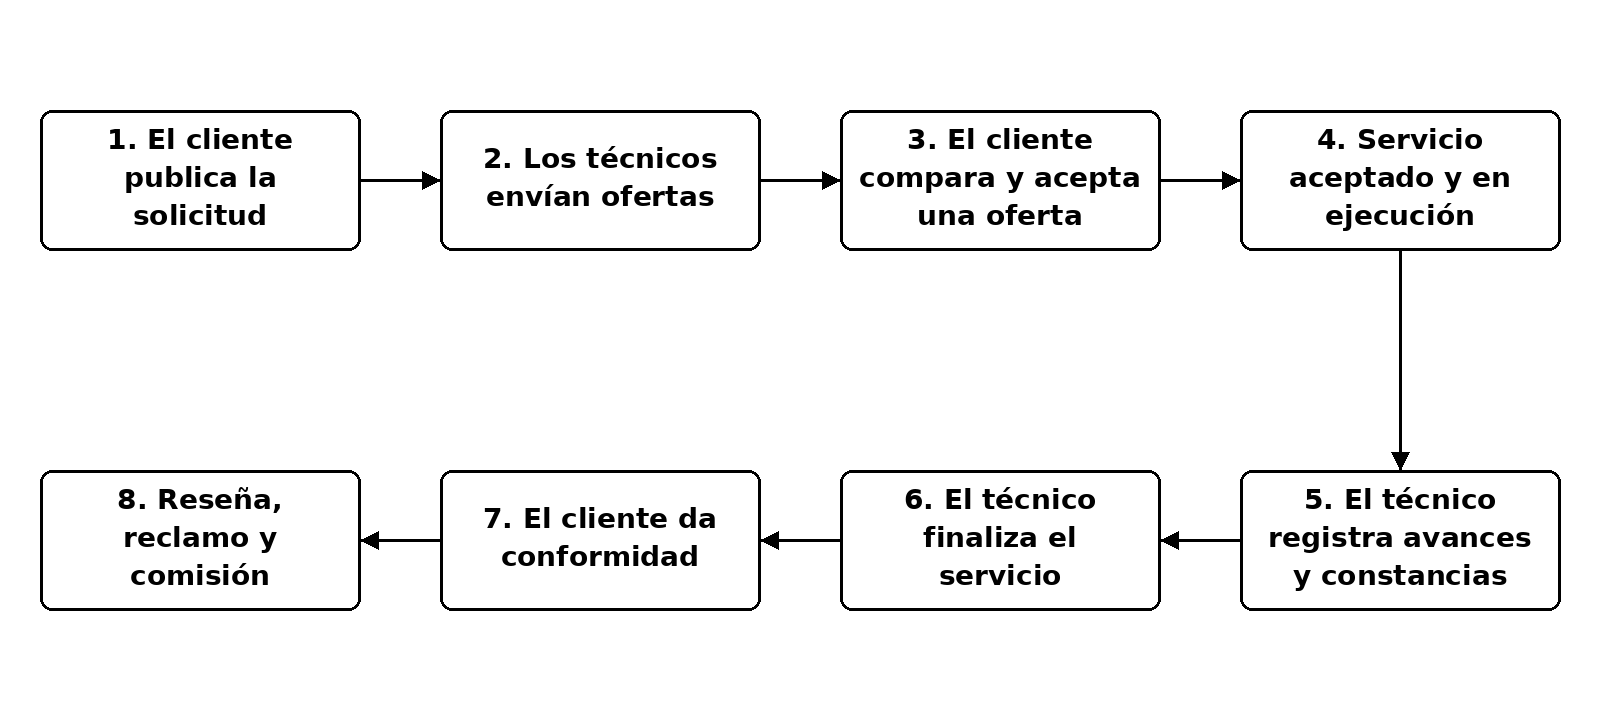 1. El cliente
publica la
solicitud
2. Los técnicos
envían ofertas
3. El cliente
compara y acepta
una oferta
4. Servicio
aceptado y en
ejecución
5. El técnico
registra avances
y constancias
6. El técnico
finaliza el
servicio
7. El cliente da
conformidad
8. Reseña,
reclamo y
comisión